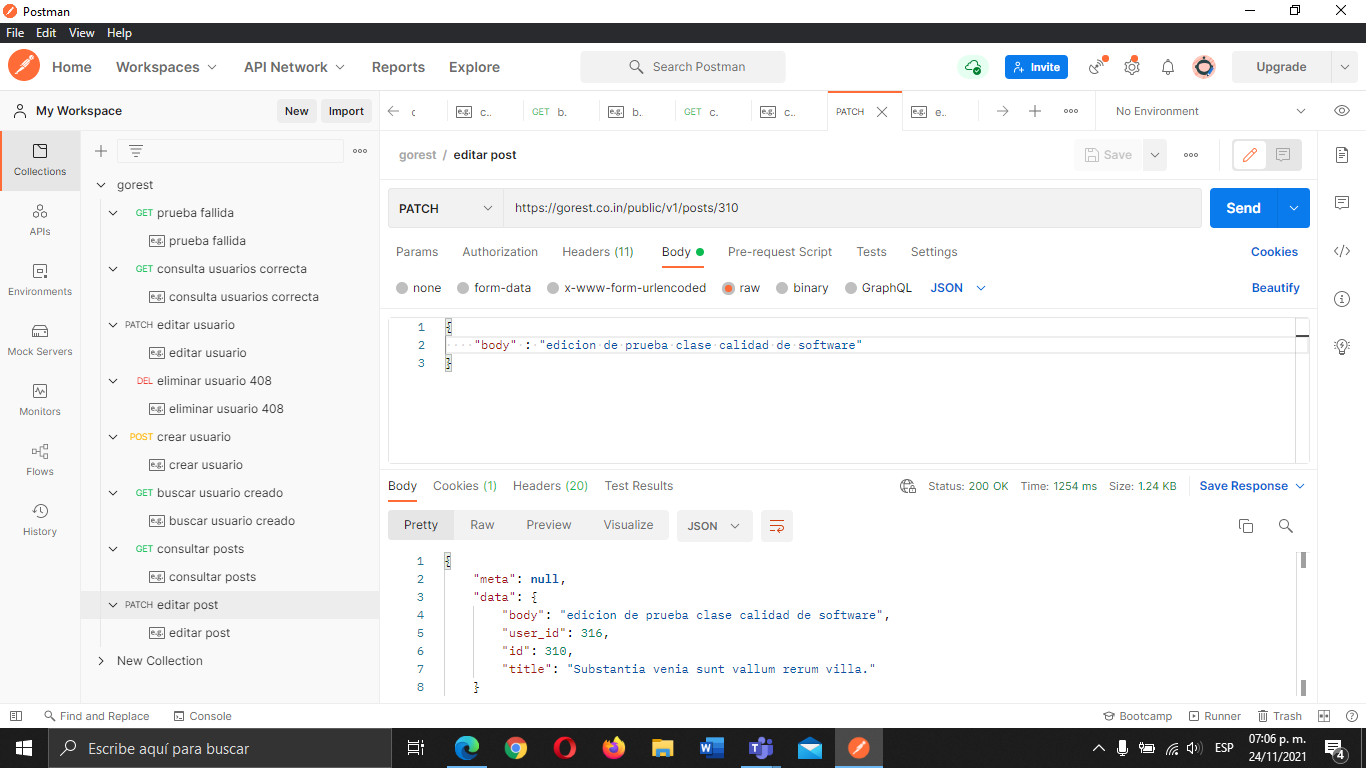 Postman
File Edit View Help
Home Workspaces API Network Reports Explore Search Postman Invite Upgrade
My Workspace New Import c.. GET b. b. GET c. c.. PATCH e.. No Environment
Collections
APIs
Environments
Mock Servers
Monitors
Flows
History
gorest
GET prueba fallida
e.g. prueba fallida
GET consulta usuarios correcta
e.g. consulta usuarios correcta
PATCH editar usuario
e.g. editar usuario
DEL eliminar usuario 408
e.g. eliminar usuario 408
POST crear usuario
e.g. crear usuario
GET buscar usuario creado
e.g. buscar usuario creado
GET consultar posts
e.g. consultar posts
PATCH editar post
e.g. editar post
New Collection
gorest / editar post Save
PATCH https://gorest.co.in/public/v1/posts/310 Send
Params Authorization Headers (11) Body Pre-request Script Tests Settings Cookies
none form-data x-www-form-urlencoded raw binary GraphQL JSON Beautify
1 {
2 "body" : "edicion de prueba clase calidad de software"
3 }
Body Cookies (1) Headers (20) Test Results Status: 200 OK Time: 1254 ms Size: 1.24 KB Save Response
Pretty Raw Preview Visualize JSON
1 {
2 "meta": null,
3 "data": {
4 "body": "edicion de prueba clase calidad de software",
5 "user_id": 316,
6 "id": 310,
7 "title": "Substantia venia sunt vallum rerum villa."
8 }
Find and Replace Console Bootcamp Runner Trash
Escribe aquí para buscar ESP 07:06 p. m.
24/11/2021 4